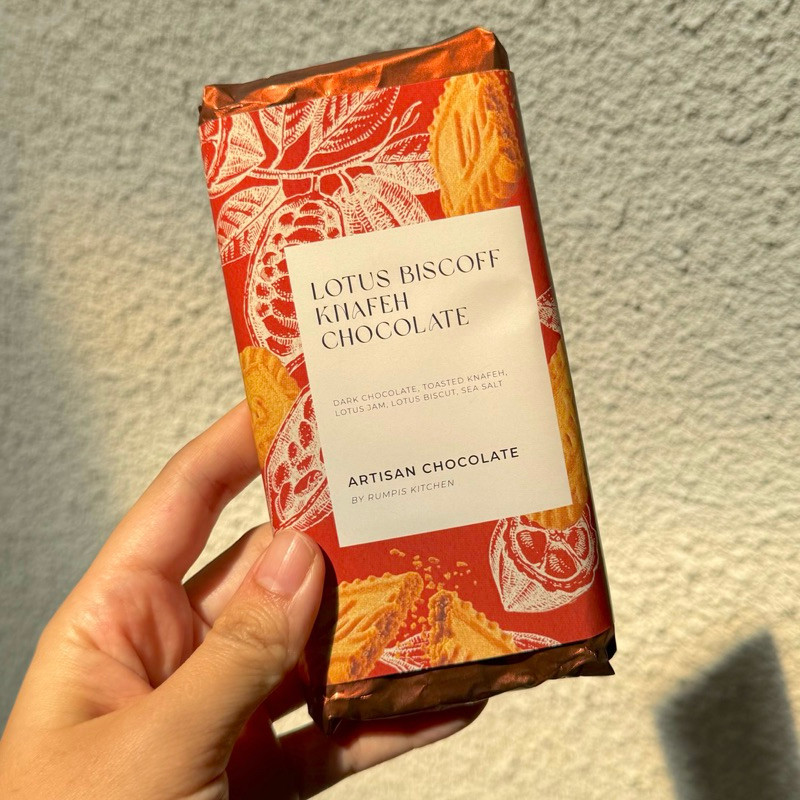 LOTUS BISCOFF
KNAFEH
CHOCOLATE
DARK CHOCOLATE, TOASTED KNAFEH,
LOTUS JAM, LOTUS BISCUT, SEA SALT
ARTISAN CHOCOLATE
BY RUMPIS KITCHEN